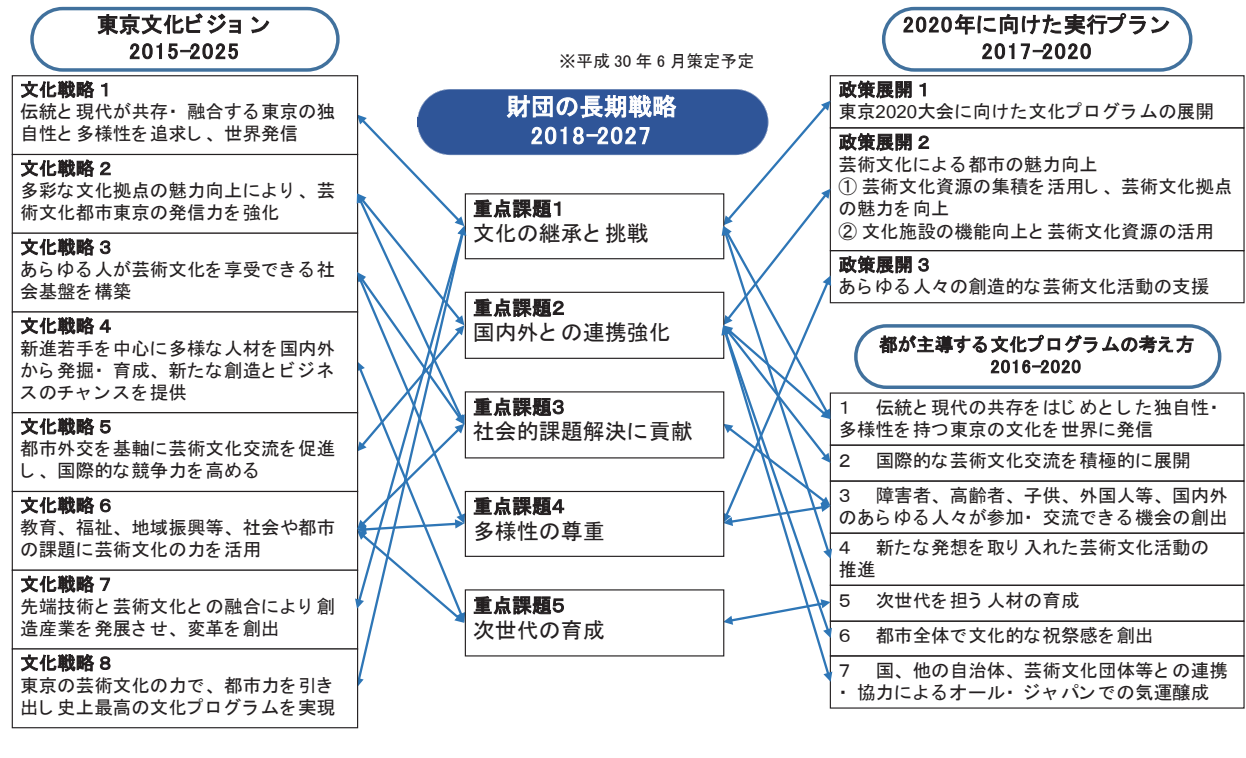 東京文化ビジョン
2015-2025
文化戦略 1
伝統と現代が共存・融合する東京の独
自性と多様性を追求し、世界発信
文化戦略 2
多彩な文化拠点の魅力向上により、芸
術文化都市東京の発信力を強化
文化戦略 3
あらゆる人が芸術文化を享受できる社
会基盤を構築
文化戦略 4
新進若手を中心に多様な人材を国内外
から発掘・育成、新たな創造とビジネ
スのチャンスを提供
文化戦略 5
都市外交を基軸に芸術文化交流を促進
し、国際的な競争力を高める
文化戦略 6
教育、福祉、地域振興等、社会や都市
の課題に芸術文化の力を活用
文化戦略 7
先端技術と芸術文化との融合により創
造産業を発展させ、変革を創出
文化戦略 8
東京の芸術文化の力で、都市力を引き
出し史上最高の文化プログラムを実現
※平成 30 年 6 月策定予定
財団の長期戦略
2018-2027
重点課題1
文化の継承と挑戦
重点課題2
国内外との連携強化
重点課題3
社会的課題解決に貢献
重点課題4
多様性の尊重
重点課題5
次世代の育成
2020年に向けた実行プラン
2017-2020
政策展開 1
東京2020大会に向けた文化プログラムの展開
政策展開 2
芸術文化による都市の魅力向上
① 芸術文化資源の集積を活用し、芸術文化拠点
の魅力を向上
② 文化施設の機能向上と芸術文化資源の活用
政策展開 3
あらゆる人々の創造的な芸術文化活動の支援
都が主導する文化プログラムの考え方
2016-2020
1 伝統と現代の共存をはじめとした独自性・
多様性を持つ東京の文化を世界に発信
2 国際的な芸術文化交流を積極的に展開
3 障害者、高齢者、子供、外国人等、国内外
のあらゆる人々が参加・交流できる機会の創出
4 新たな発想を取り入れた芸術文化活動の
推進
5 次世代を担う人材の育成
6 都市全体で文化的な祝祭感を創出
7 国、他の自治体、芸術文化団体等との連携
・協力によるオール・ジャパンでの気運醸成